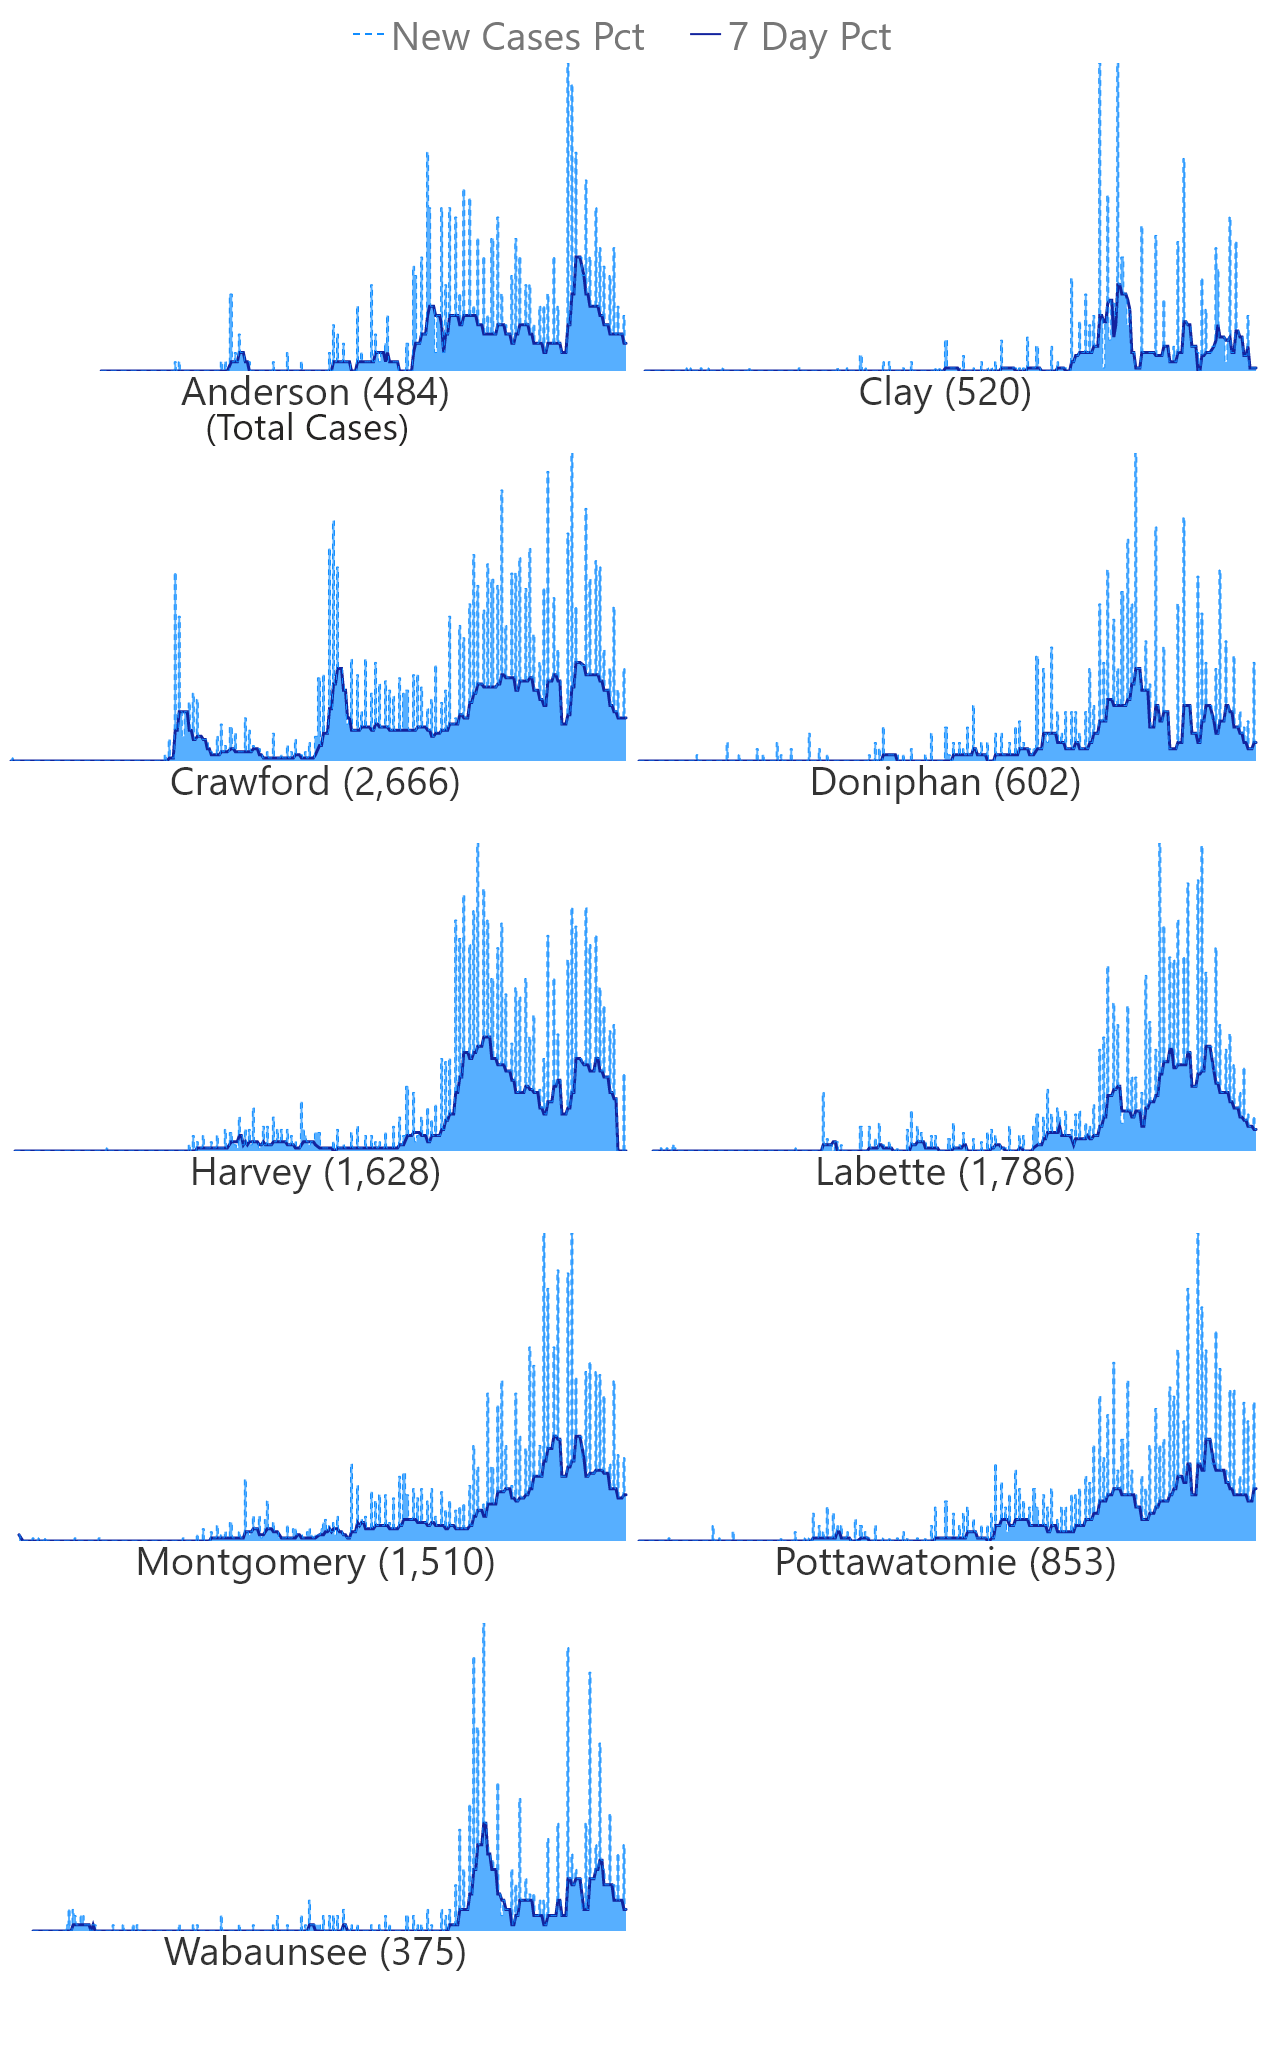 New Cases Pct 7 Day Pct
Anderson (484) Clay (520)
(Total Cases)
Crawford (2,666) Doniphan (602)
Harvey (1,628) Labette (1,786)
Montgomery (1,510) Pottawatomie (853)
Wabaunsee (375)